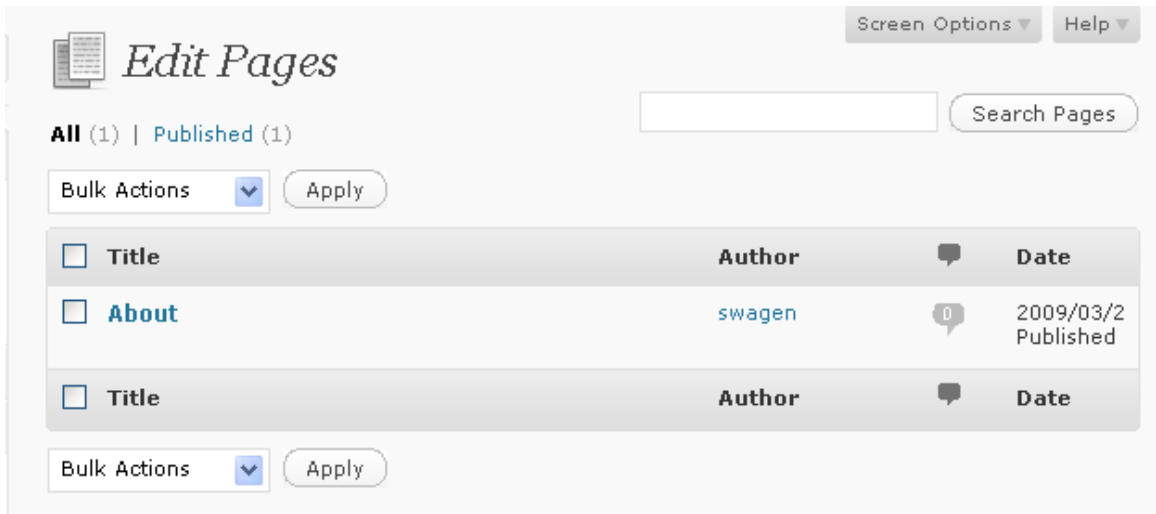 Screen Options Help
Edit Pages
Search Pages
All (1) | Published (1)
Bulk Actions Apply
Title Author Date
About swagen 0 2009/03/2
Published
Title Author Date
Bulk Actions Apply